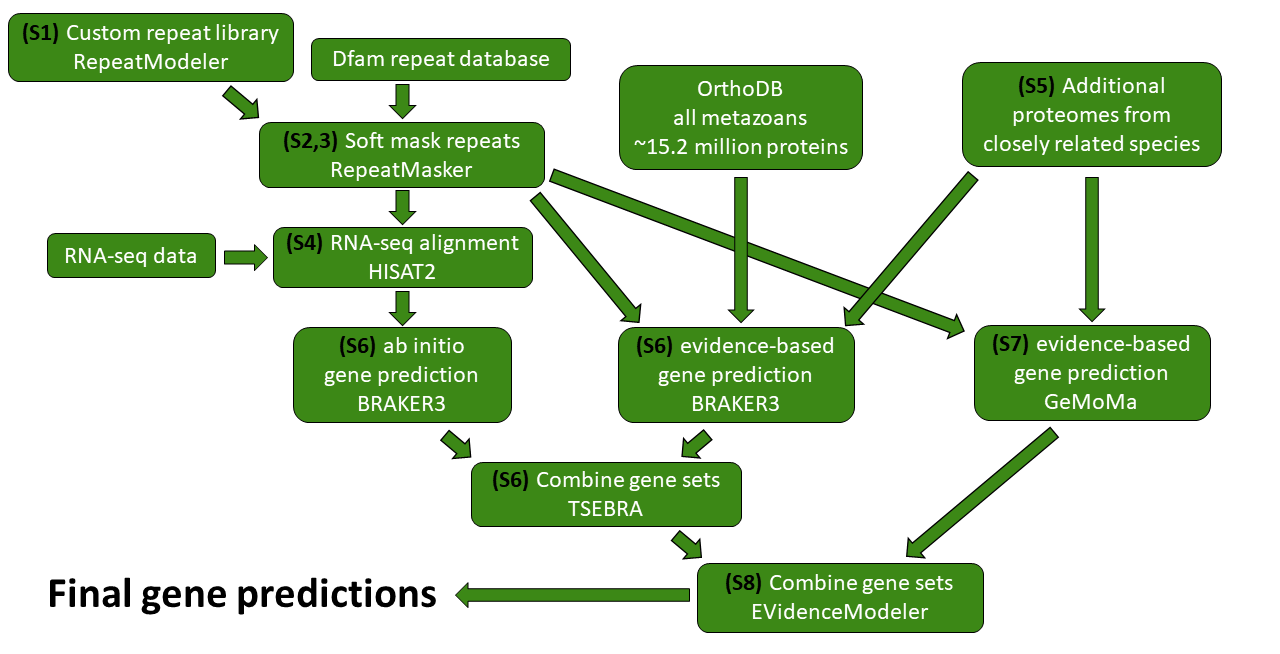 (S1) Custom repeat library
RepeatModeler
Dfam repeat database
OrthoDB
all metazoans
~15.2 million proteins
(S5) Additional
proteomes from
closely related species
(S2,3) Soft mask repeats
RepeatMasker
RNA-seq data
(S4) RNA-seq alignment
HISAT2
(S6) ab initio
gene prediction
BRAKER3
(S6) evidence-based
gene prediction
BRAKER3
(S7) evidence-based
gene prediction
GeMoMa
(S6) Combine gene sets
TSEBRA
(S8) Combine gene sets
EVidenceModeler
Final gene predictions